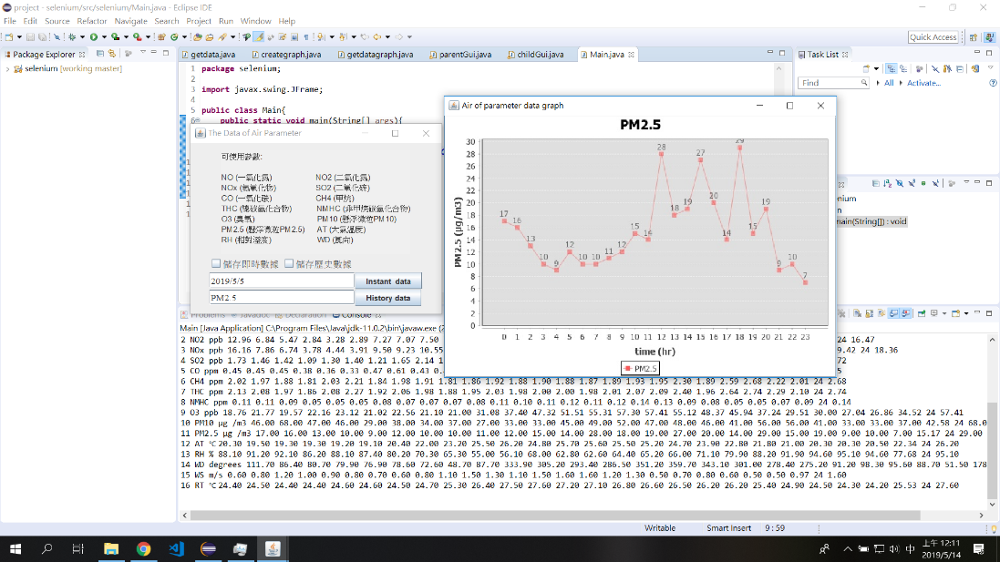 project - selenium/src/selenium/Main.java - Eclipse IDE
File Edit Source Refactor Navigate Search Project Run Window Help
Quick Access
Package Explorer
getdata.java
creategraph.java
getdatagraph.java
parentGui.java
childGui.java
Main.java
Task List
selenium [working master]
1 package selenium;
2
3 import javax.swing.JFrame;
4
5 public class Main{
6 public static void main(String[] args){
Find
All
Activate...
The Data of Air Parameter
可使用參數:
NO (一氧化氮) NO2 (二氧化氮)
NOx (氮氧化物) SO2 (二氧化硫)
CO (一氧化碳) CH4 (甲烷)
THC (總碳氫化合物) NMHC (非甲烷碳氫化合物)
O3 (臭氧) PM10 (懸浮微粒PM10)
PM2.5 (懸浮微粒PM2.5) AT (大氣溫度)
RH (相對溼度) WD (風向)
儲存即時數據 儲存歷史數據
2019/5/5 Instant data
PM2.5 History data
Air of parameter data graph
PM2.5
PM2.5 (μg/m3)
30
28
26
24
22
20
18
16
14
12
10
8
6
4
2
0
17 16 13 10 9 12 10 10 11 12 15 14 28 18 19 27 20 14 29 15 19 9 10 7
0 1 2 3 4 5 6 7 8 9 10 11 12 13 14 15 16 17 18 19 20 21 22 23
time (hr)
PM2.5
main(String[]) : void
Problems Javadoc Declaration Console
Main [Java Application] C:\Program Files\Java\jdk-11.0.2\bin\javaw.exe (2
2 NO2 ppb 12.96 6.84 5.47 2.84 3.28 2.89 7.27 7.07 7.50
24 16.47
3 NOx ppb 16.16 7.86 6.74 3.78 4.44 3.91 9.50 9.23 10.55
9.42 24 18.36
4 SO2 ppb 1.73 1.46 1.42 1.09 1.30 1.40 1.21 1.65 2.14
72
5 CO ppm 0.45 0.45 0.45 0.38 0.36 0.33 0.47 0.61 0.43
6 CH4 ppm 2.02 1.97 1.88 1.81 2.03 2.21 1.84 1.98 1.91 1.81 1.86 1.92 1.88 1.90 1.88 1.87 1.89 1.93 1.95 2.30 1.89 2.59 2.68 2.22 2.01 24 2.68
7 THC ppm 2.13 2.08 1.97 1.86 2.08 2.27 1.92 2.06 1.98 1.88 1.95 2.03 1.98 2.00 2.00 1.98 2.01 2.07 2.09 2.40 1.96 2.64 2.74 2.29 2.10 24 2.74
8 NMHC ppm 0.11 0.11 0.09 0.05 0.05 0.05 0.08 0.07 0.07 0.07 0.08 0.11 0.10 0.11 0.12 0.11 0.12 0.14 0.13 0.09 0.08 0.05 0.05 0.07 0.09 24 0.14
9 O3 ppb 18.76 21.77 19.57 22.16 23.12 21.02 22.56 21.10 21.00 31.08 37.40 47.32 51.51 55.31 57.30 57.41 55.12 48.37 45.94 37.24 29.51 30.00 27.04 26.86 34.52 24 57.41
10 PM10 μg /m3 46.00 68.00 47.00 46.00 29.00 38.00 34.00 37.00 27.00 33.00 33.00 45.00 49.00 52.00 47.00 48.00 46.00 41.00 56.00 56.00 41.00 33.00 33.00 37.00 42.58 24 68.0
11 PM2.5 μg /m3 17.00 16.00 13.00 10.00 9.00 12.00 10.00 10.00 11.00 12.00 15.00 14.00 28.00 18.00 19.00 27.00 20.00 14.00 29.00 15.00 19.00 9.00 10.00 7.00 15.17 24 29.00
12 AT ℃ 20.30 19.50 19.30 19.30 19.10 19.10 20.40 22.00 23.20 25.50 26.20 24.80 25.70 25.60 25.50 25.20 24.70 23.90 22.80 21.80 21.00 20.30 20.30 20.50 22.34 24 26.20
13 RH % 88.10 91.20 92.10 86.20 88.10 87.40 80.20 70.30 65.30 55.00 56.10 68.00 62.80 62.60 64.40 65.20 66.00 71.10 79.90 88.20 91.90 94.60 95.10 94.60 77.68 24 95.10
14 WD degrees 111.70 86.40 80.70 79.90 76.90 78.60 72.60 48.70 87.70 333.90 305.20 293.40 286.50 351.20 359.70 343.10 301.00 278.40 275.20 91.20 98.30 95.60 88.70 51.50 178
15 WS m/s 0.60 0.80 1.20 1.00 0.90 0.80 0.70 0.60 0.80 1.10 1.50 1.30 1.10 1.50 1.60 1.60 1.20 1.30 0.50 0.70 0.80 0.60 0.50 0.50 0.97 24 1.60
16 RT ℃ 24.40 24.50 24.40 24.40 24.60 24.60 24.50 24.70 25.30 26.40 27.50 27.60 27.20 27.10 26.80 26.60 26.50 26.20 26.20 25.40 24.90 24.50 24.30 24.20 25.53 24 27.60
Writable Smart Insert 9 : 59
中
上午 12:11
2019/5/14